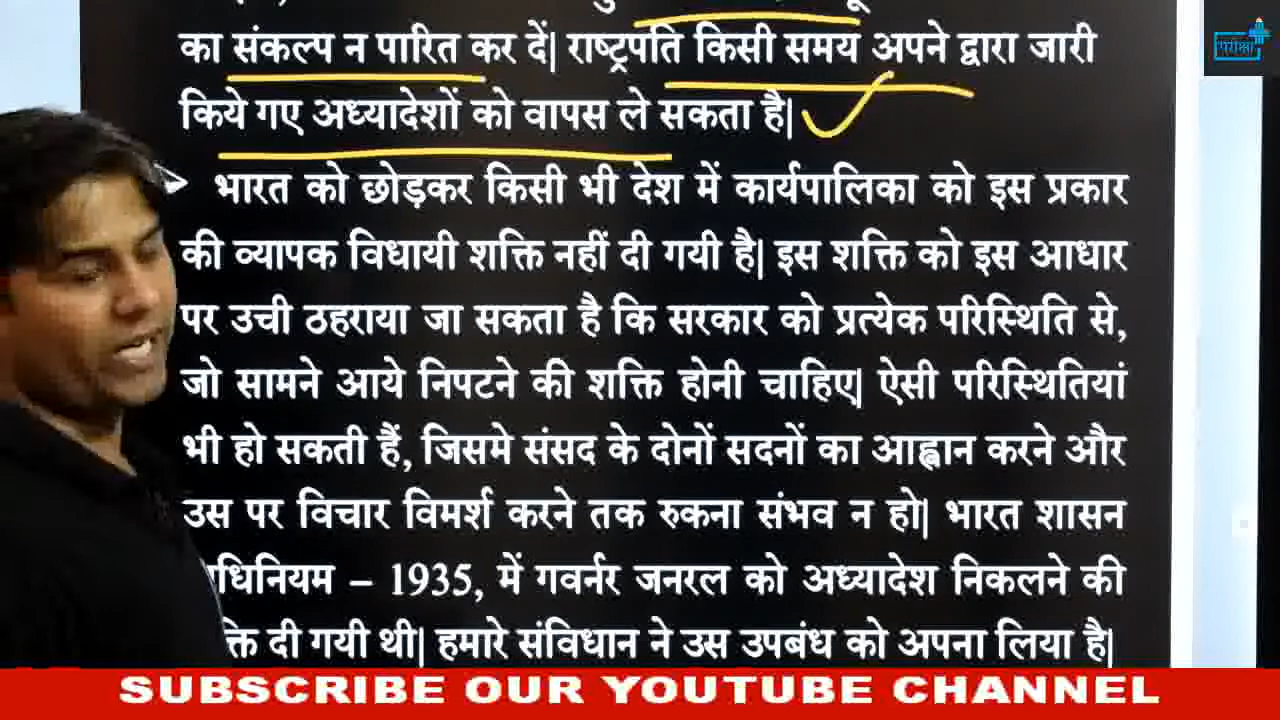 का संकल्प न पारित कर दें| राष्ट्रपति किसी समय अपने द्वारा जारी
किये गए अध्यादेशों को वापस ले सकता है|
भारत को छोड़कर किसी भी देश में कार्यपालिका को इस प्रकार
की व्यापक विधायी शक्ति नहीं दी गयी है| इस शक्ति को इस आधार
पर उची ठहराया जा सकता है कि सरकार को प्रत्येक परिस्थिति से,
जो सामने आये निपटने की शक्ति होनी चाहिए| ऐसी परिस्थितियां
भी हो सकती हैं, जिसमे संसद के दोनों सदनों का आह्वान करने और
उस पर विचार विमर्श करने तक रुकना संभव न हो| भारत शासन
– 1935, में गवर्नर जनरल को अध्यादेश निकलने की
दी गयी थी| हमारे संविधान ने उस उपबंध को अपना लिया है|
SUBSCRIBE OUR YOUTUBE CHANNEL
परीक्षा